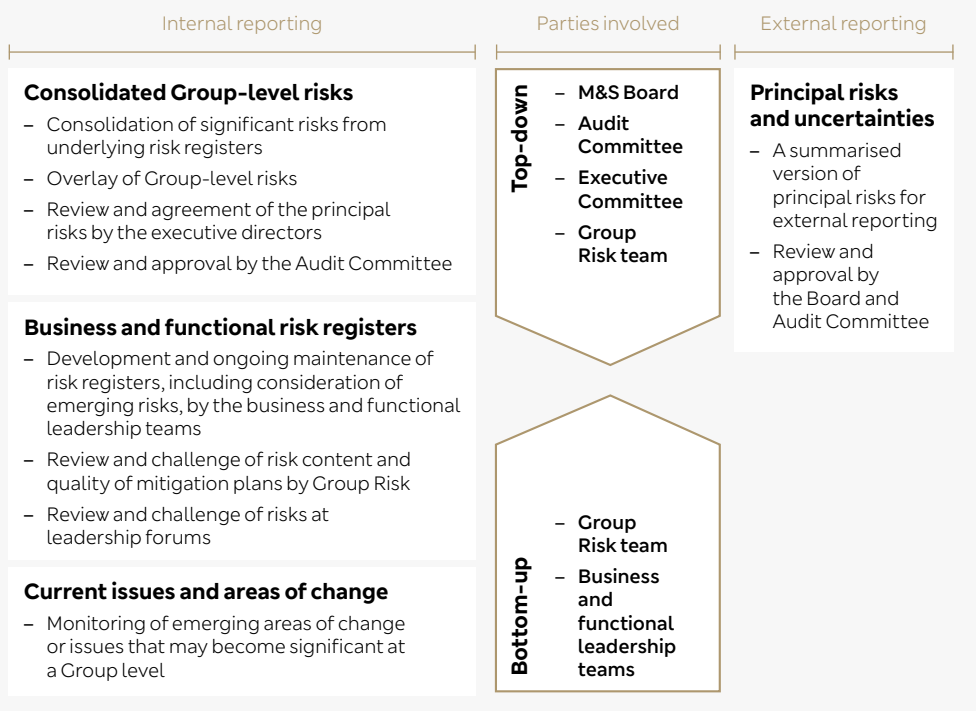 Internal reporting
Consolidated Group-level risks
– Consolidation of significant risks from
underlying risk registers
– Overlay of Group-level risks
– Review and agreement of the principal
risks by the executive directors
– Review and approval by the Audit Committee
Business and functional risk registers
– Development and ongoing maintenance of
risk registers, including consideration of
emerging risks, by the business and functional
leadership teams
– Review and challenge of risk content and
quality of mitigation plans by Group Risk
– Review and challenge of risks at
leadership forums
Current issues and areas of change
– Monitoring of emerging areas of change
or issues that may become significant at
a Group level
Parties involved
Top-down
– M&S Board
– Audit
Committee
– Executive
Committee
– Group
Risk team
Bottom-up
– Group
Risk team
– Business
and
functional
leadership
teams
External reporting
Principal risks
and uncertainties
– A summarised
version of
principal risks for
external reporting
– Review and
approval by
the Board and
Audit Committee